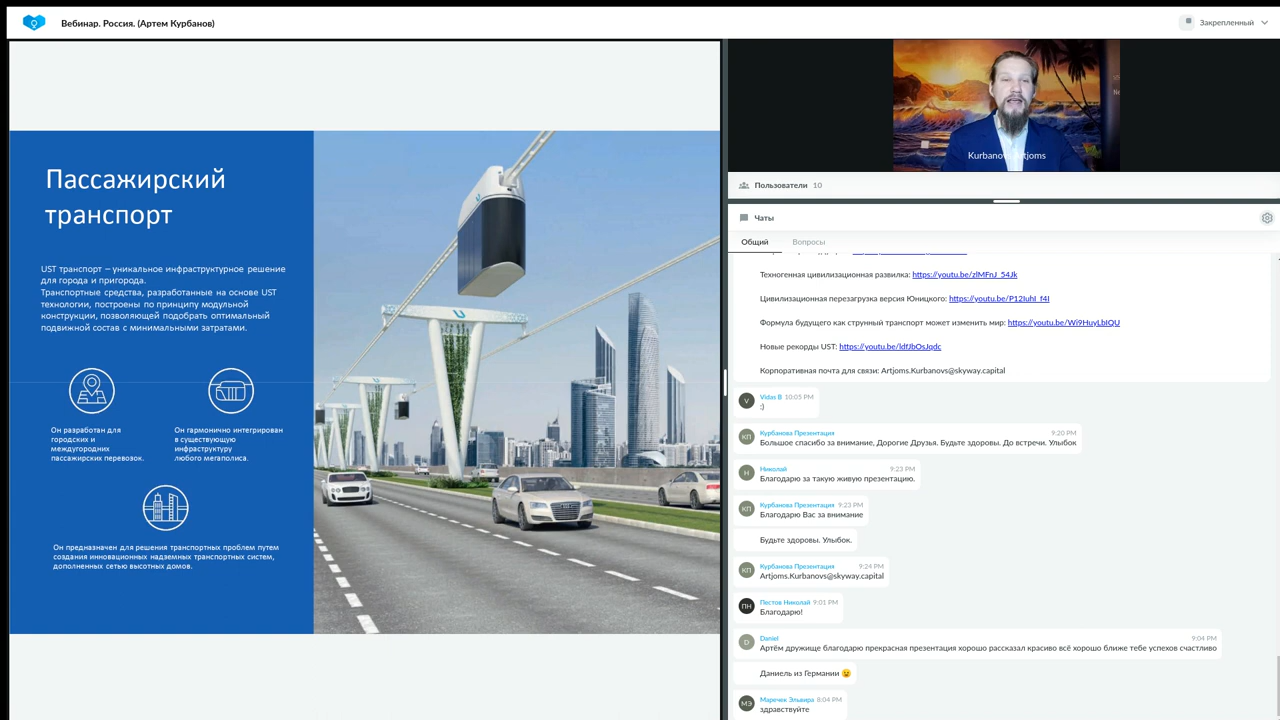 Вебинар. Россия. (Артем Курбанов)
Закрепленный
Пассажирский
транспорт
UST транспорт – уникальное инфраструктурное решение
для города и пригорода.
Транспортные средства, разработанные на основе UST
технологии, построены по принципу модульной
конструкции, позволяющей подобрать оптимальный
подвижной состав с минимальными затратами.
Он разработан для
городских и
междугородних
пассажирских перевозок.
Он гармонично интегрирован
в существующую
инфраструктуру
любого мегаполиса.
Он предназначен для решения транспортных проблем путем
создания инновационных надземных транспортных систем,
дополненных сетью высотных домов.
Пользователи 10
Чаты
Общий
Вопросы
Техногенная цивилизационная развилка: https://youtu.be/zlMFnJ_54Jk
Цивилизационная перезагрузка версия Юницкого: https://youtu.be/P12IuhI_f4I
Формула будущего как струнный транспорт может изменить мир: https://youtu.be/Wi9HuyLbIQU
Новые рекорды UST: https://youtu.be/ldfJbOsJqdc
Корпоративная почта для связи: Artjoms.Kurbanovs@skyway.capital
V
Vidas B 10:05 PM
:)
КП
Курбанова Презентация 9:20 PM
Большое спасибо за внимание, Дорогие Друзья. Будьте здоровы. До встречи. Улыбок
Н
Николай 9:23 PM
Благодарю за такую живую презентацию.
КП
Курбанова Презентация 9:23 PM
Благодарю Вас за внимание
Будьте здоровы. Улыбок.
КП
Курбанова Презентация 9:24 PM
Artjoms.Kurbanovs@skyway.capital
ПН
Пестов Николай 9:01 PM
Благодарю!
D
Daniel 9:04 PM
Артём дружище благодарю прекрасная презентация хорошо рассказал красиво всё хорошо ближе тебе успехов счастливо
Даниель из Германии 😉
МЭ
Маречек Эльвира 8:04 PM
здравствуйте